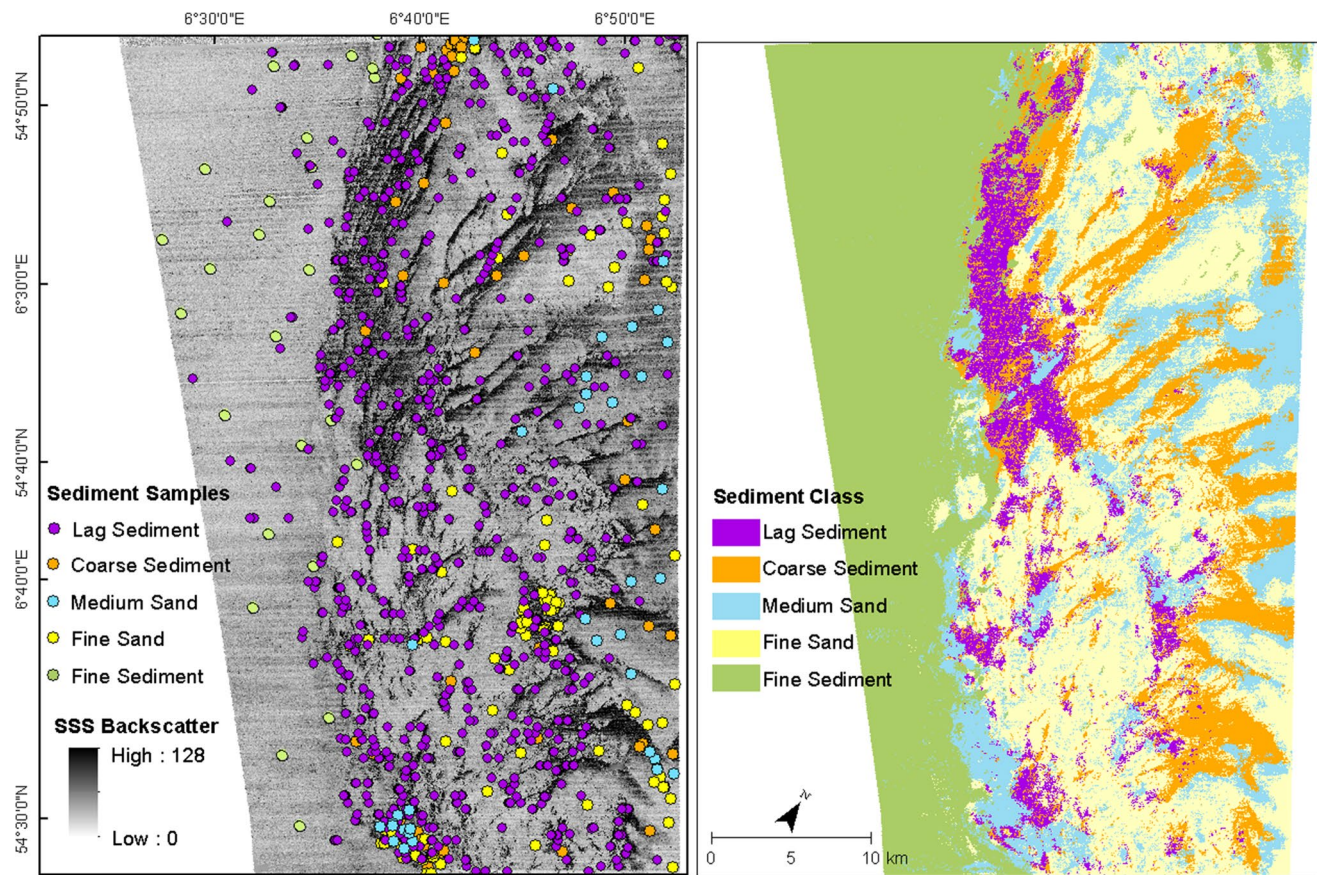 6°30'0"E
6°40'0"E
6°50'0"E
54°50'0"N
6°30'0"E
54°40'0"N
6°40'0"E
54°30'0"N
Sediment Samples
Lag Sediment
Coarse Sediment
Medium Sand
Fine Sand
Fine Sediment
SSS Backscatter
High : 128
Low : 0
Sediment Class
Lag Sediment
Coarse Sediment
Medium Sand
Fine Sand
Fine Sediment
N
0 5 10 km